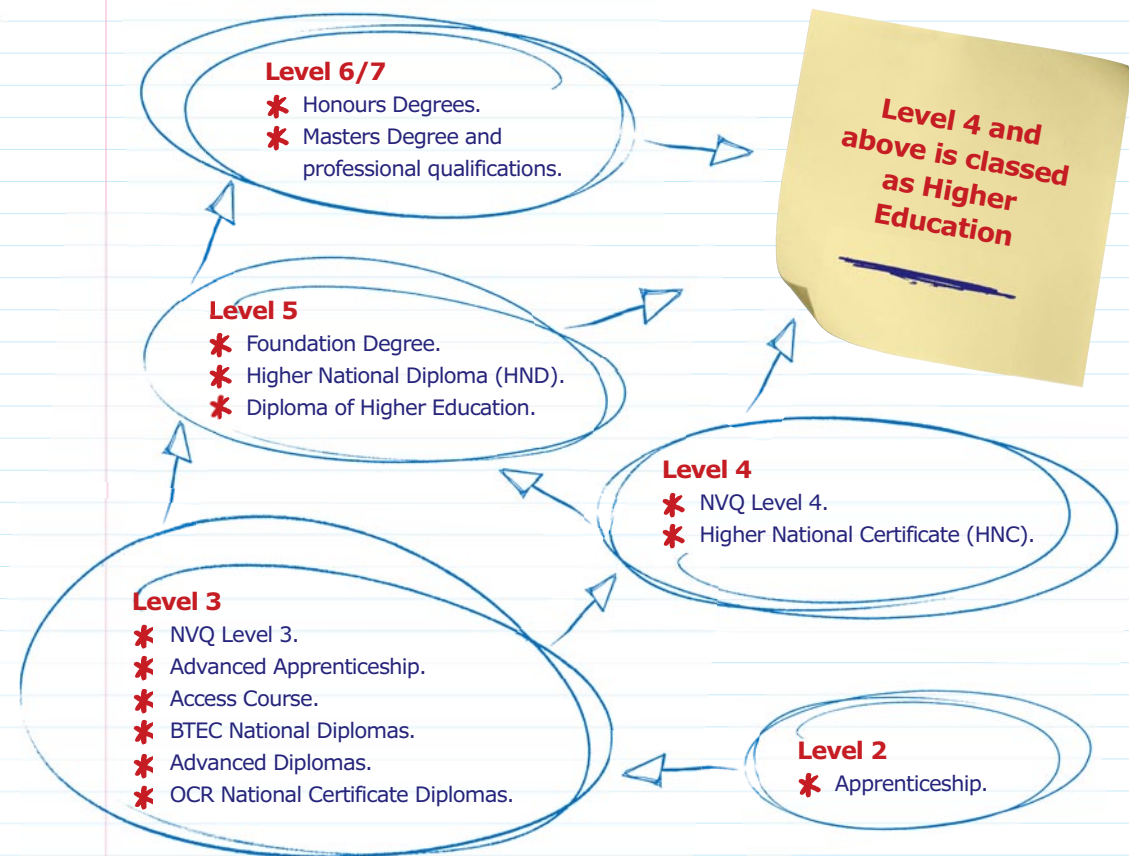 Level 6/7
Honours Degrees.
Masters Degree and
professional qualifications.
Level 4 and
above is classed
as Higher
Education
Level 5
Foundation Degree.
Higher National Diploma (HND).
Diploma of Higher Education.
Level 4
NVQ Level 4.
Higher National Certificate (HNC).
Level 3
NVQ Level 3.
Advanced Apprenticeship.
Access Course.
BTEC National Diplomas.
Advanced Diplomas.
OCR National Certificate Diplomas.
Level 2
Apprenticeship.